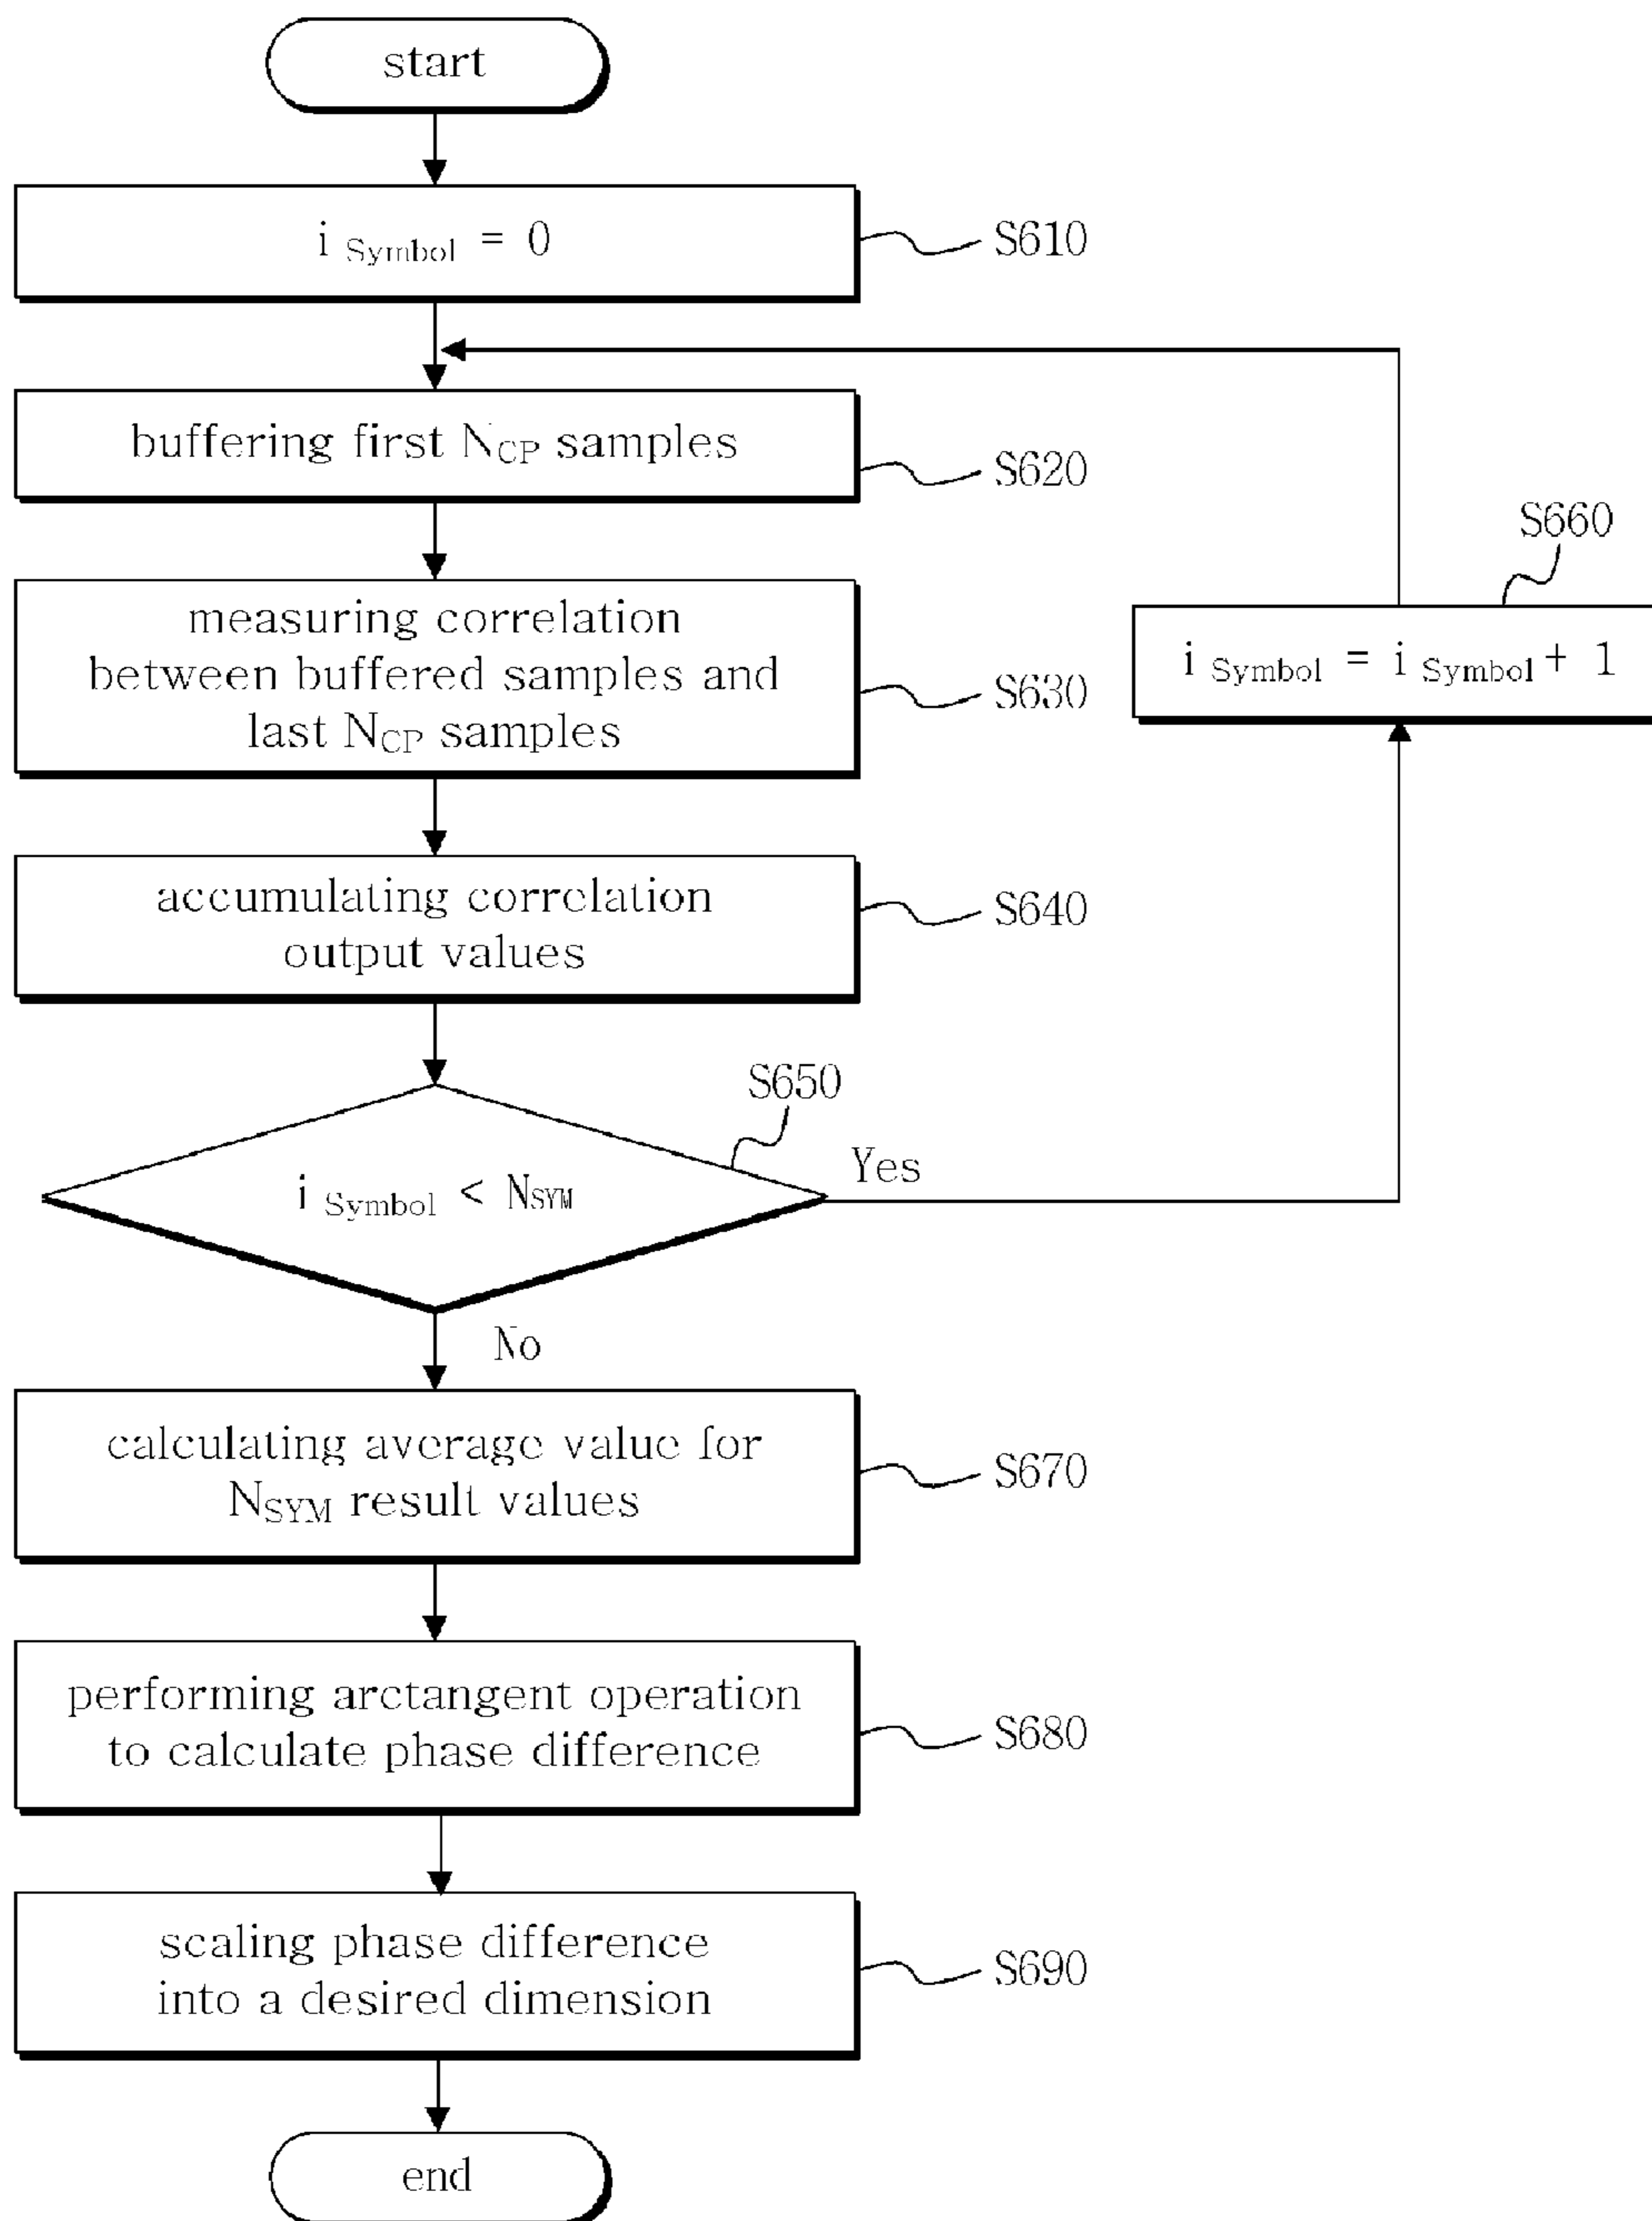 start
i Symbol = 0
S610
buffering first NCP samples
S620
S660
measuring correlation
between buffered samples and
last NCP samples
S630
i Symbol = i Symbol + 1
accumulating correlation
output values
S640
S650
i Symbol < NSYM
Yes
No
calculating average value for
NSYM result values
S670
performing arctangent operation
to calculate phase difference
S680
scaling phase difference
into a desired dimension
S690
end